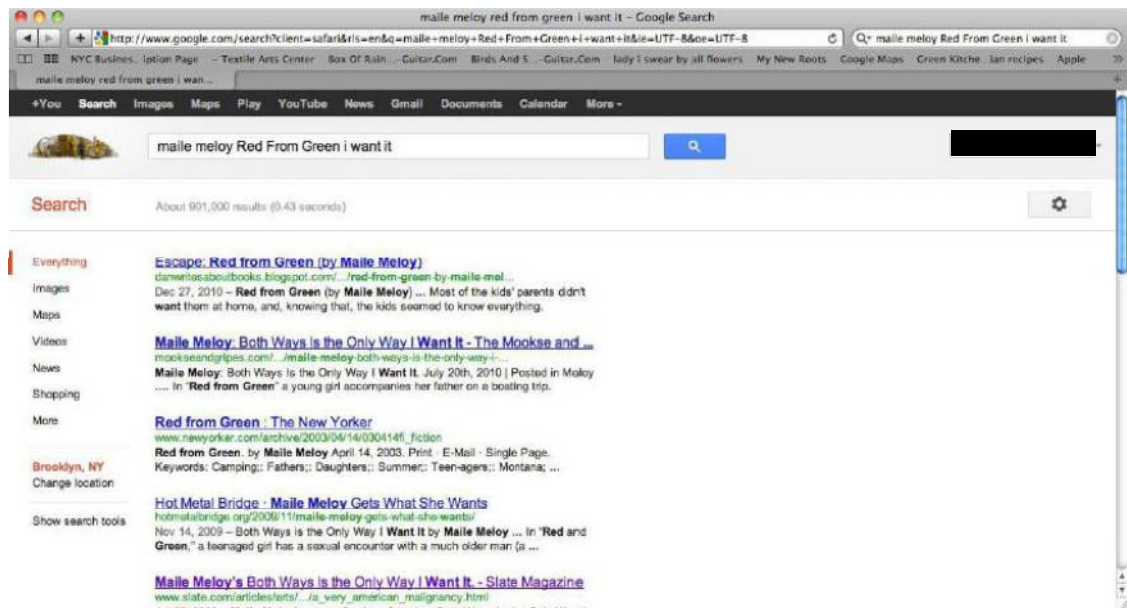 maile meloy red from green i want it – Google Search
http://www.google.com/search?client=safari&rls=en&q=maile+meloy+Red+From+Green+i+want+it&ie=UTF-8&oe=UTF-8
maile meloy Red From Green i want it
NYC Busines... iption Page – Textile Arts Center Box Of Rain...-Guitar.Com Birds And S...-Guitar.Com lady I swear by all flowers My New Roots Google Maps Green Kitche...ian recipes Apple
maile meloy red from green i wan...
+You Search Images Maps Play YouTube News Gmail Documents Calendar More
maile meloy Red From Green i want it
Search
About 901,000 results (0.43 seconds)
Everything
Images
Maps
Videos
News
Shopping
More
Brooklyn, NY
Change location
Show search tools
Escape: Red from Green (by Maile Meloy)
danwritesaboutbooks.blogspot.com/.../red-from-green-by-maile-mel...
Dec 27, 2010 – Red from Green (by Maile Meloy) ... Most of the kids' parents didn't
want them at home, and, knowing that, the kids seemed to know everything.
Maile Meloy: Both Ways Is the Only Way I Want It - The Mookse and ...
mookseandgripes.com/.../maile-meloy-both-ways-is-the-only-way-i-...
Maile Meloy: Both Ways Is the Only Way I Want It. July 20th, 2010 | Posted in Meloy
.... In "Red from Green" a young girl accompanies her father on a boating trip.
Red from Green : The New Yorker
www.newyorker.com/archive/2003/04/14/030414fi_fiction
Red from Green. by Maile Meloy April 14, 2003. Print · E-Mail · Single Page.
Keywords: Camping;: Fathers;: Daughters;: Summer;: Teen-agers;: Montana; ...
Hot Metal Bridge · Maile Meloy Gets What She Wants
hotmetalbridge.org/2009/11/maile-meloy-gets-what-she-wants/
Nov 14, 2009 – Both Ways is the Only Way I Want It by Maile Meloy ... In "Red and
Green," a teenaged girl has a sexual encounter with a much older man (a ...
Maile Meloy's Both Ways Is the Only Way I Want It. - Slate Magazine
www.slate.com/articles/arts/.../a_very_american_malignancy.html